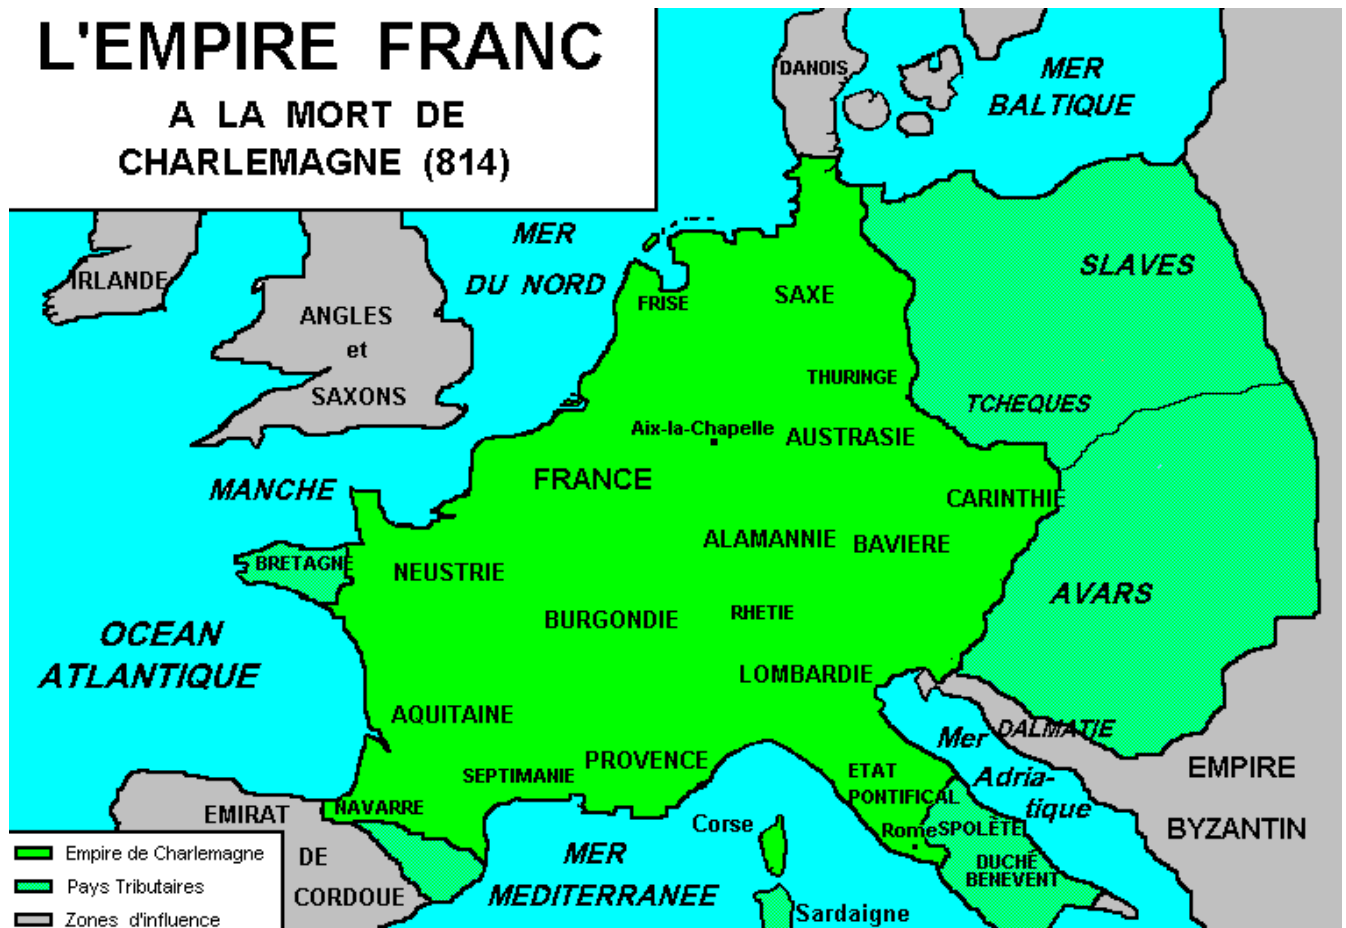 L'EMPIRE FRANC
A LA MORT DE
CHARLEMAGNE (814)
DANOIS
MER
BALTIQUE
MER
DU NORD
IRLANDE
ANGLES
et
SAXONS
FRISE
SAXE
SLAVES
THURINGE
TCHEQUES
Aix-la-Chapelle
AUSTRASIE
FRANCE
MANCHE
CARINTHIE
ALAMANNIE
BAVIERE
BRETAGNE
NEUSTRIE
AVARS
BURGONDIE
RHETIE
OCEAN
ATLANTIQUE
LOMBARDIE
AQUITAINE
DALMATIE
Mer
Adria-
tique
PROVENCE
SEPTIMANIE
ETAT
PONTIFICAL
EMPIRE
BYZANTIN
NAVARRE
EMIRAT
DE
CORDOUE
Corse
Rome
SPOLÈTE
DUCHÉ
BENEVENT
MER
MEDITERRANEE
Sardaigne
Empire de Charlemagne
Pays Tributaires
Zones d'influence